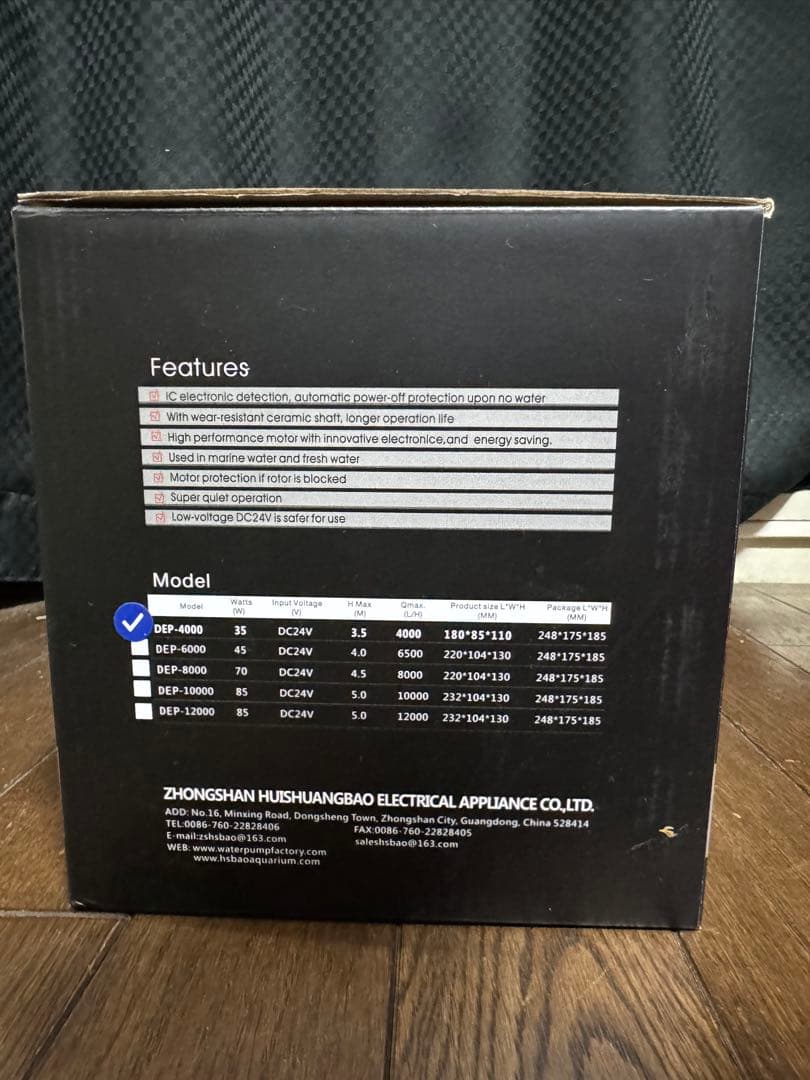 Features
IC electronic detection, automatic power-off protection upon no water
With wear-resistant ceramic shaft, longer operation life
High performance motor with innovative electronice,and energy saving.
Used in marine water and fresh water
Motor protection if rotor is blocked
Super quiet operation
Low-voltage DC24V is safer for use
Model
Model Watts (W) Input Voltage (V) H Max (M) Qmax. (L/H) Product size L*W*H (MM) Package L*W*H (MM)
DEP-4000 35 DC24V 3.5 4000 180*85*110 248*175*185
DEP-6000 45 DC24V 4.0 6500 220*104*130 248*175*185
DEP-8000 70 DC24V 4.5 8000 220*104*130 248*175*185
DEP-10000 85 DC24V 5.0 10000 232*104*130 248*175*185
DEP-12000 85 DC24V 5.0 12000 232*104*130 248*175*185
ZHONGSHAN HUISHUANGBAO ELECTRICAL APPLIANCE CO.,LTD.
ADD: No.16, Minxing Road, Dongsheng Town, Zhongshan City, Guangdong, China 528414
TEL:0086-760-22828406 FAX:0086-760-22828405
E-mail:zshsbao@163.com saleshsbao@163.com
WEB: www.waterpumpfactory.com
www.hsbaoaquarium.com